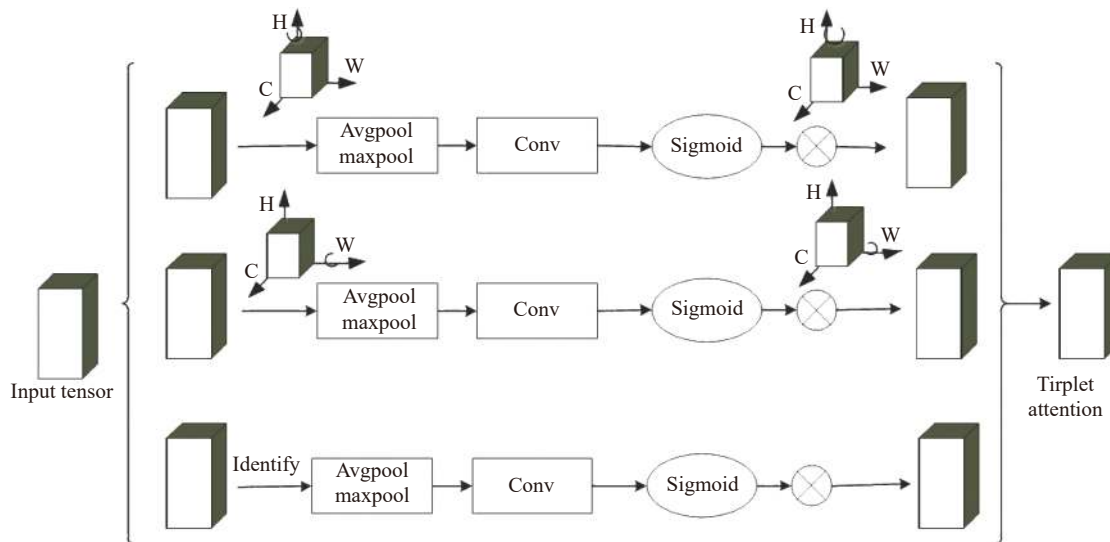 H
W
C
Avgpool
maxpool
Conv
Sigmoid
H
W
C
H
W
C
Avgpool
maxpool
Conv
Sigmoid
H
W
C
Input tensor
Identify
Avgpool
maxpool
Conv
Sigmoid
Tirplet
attention